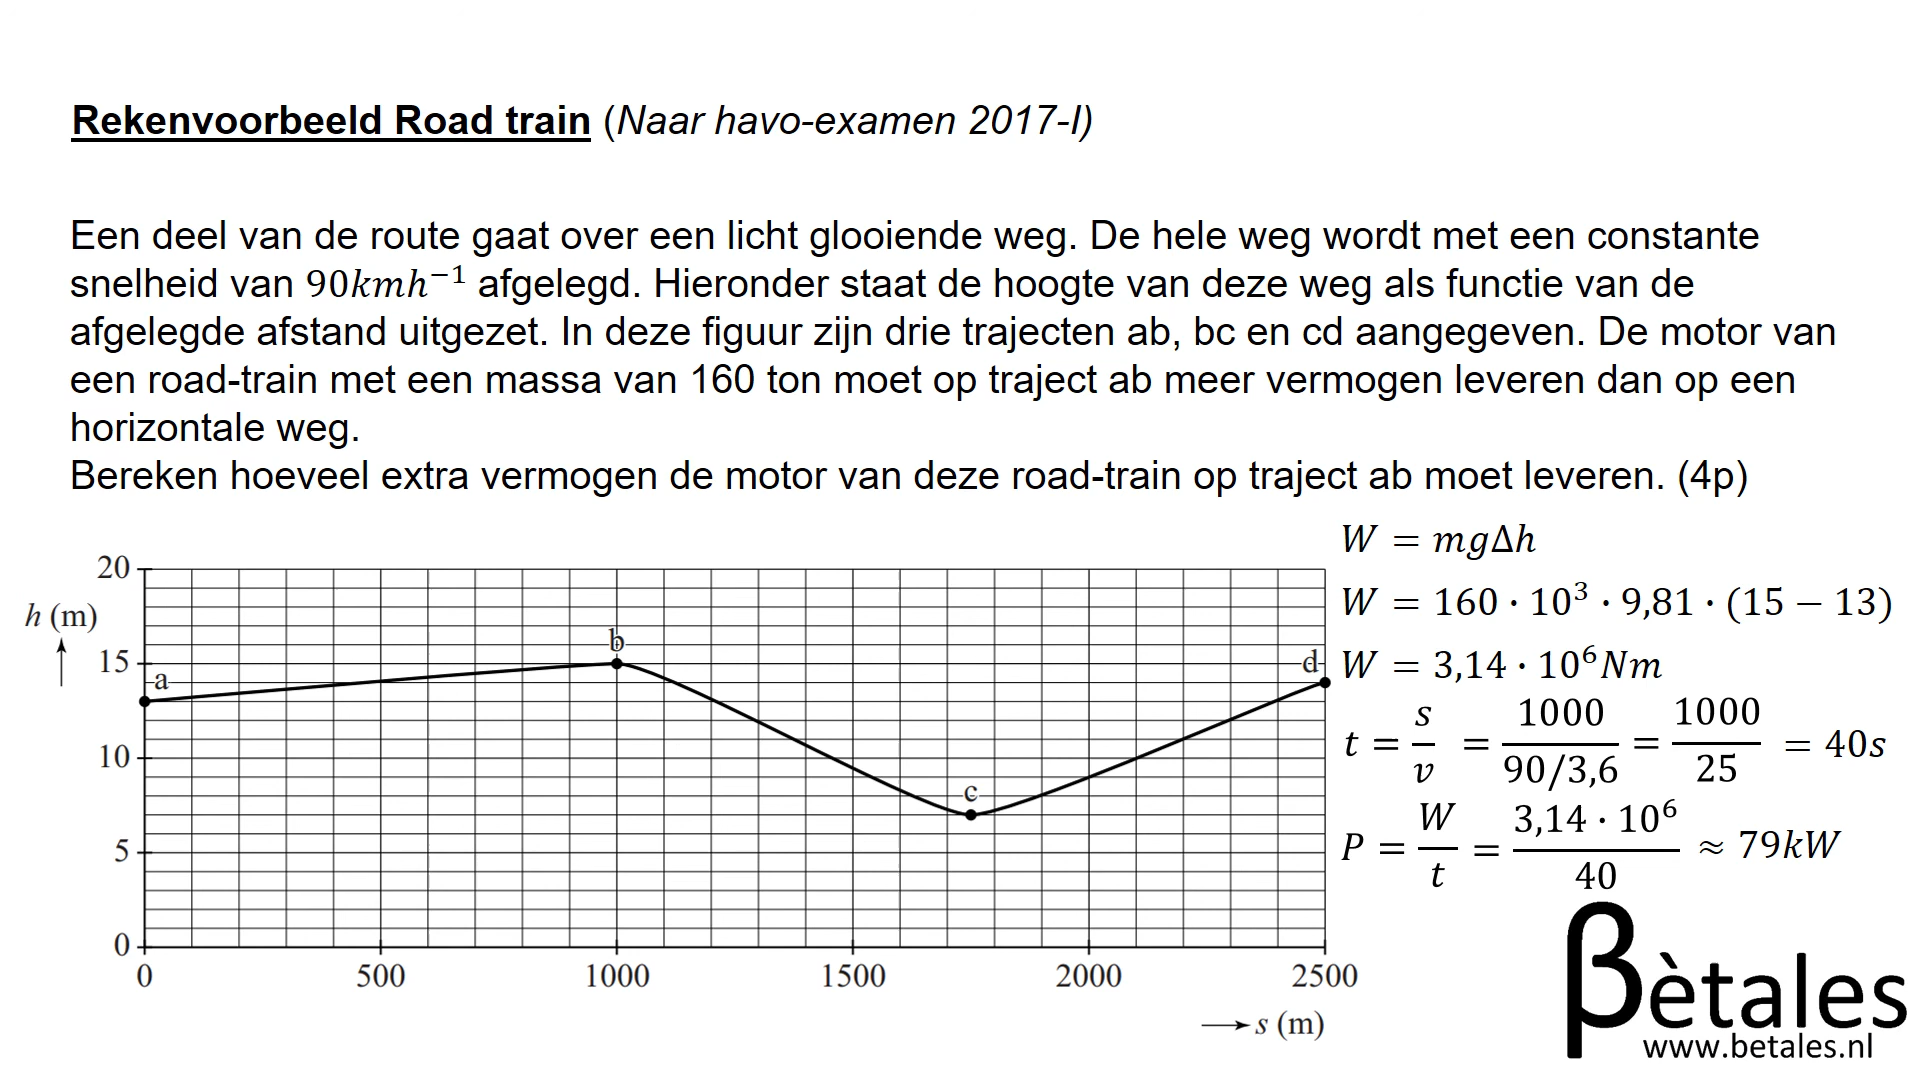 Rekenvoorbeeld Road train (Naar havo-examen 2017-I)
Een deel van de route gaat over een licht glooiende weg. De hele weg wordt met een constante
snelheid van 90kmh⁻¹ afgelegd. Hieronder staat de hoogte van deze weg als functie van de
afgelegde afstand uitgezet. In deze figuur zijn drie trajecten ab, bc en cd aangegeven. De motor van
een road-train met een massa van 160 ton moet op traject ab meer vermogen leveren dan op een
horizontale weg.
Bereken hoeveel extra vermogen de motor van deze road-train op traject ab moet leveren. (4p)
h (m)
20
15
10
5
0
a
b
c
d
0 500 1000 1500 2000 2500
s (m)
W = mgΔh
W = 160 · 10³ · 9,81 · (15 − 13)
W = 3,14 · 10⁶Nm
t = s/v = 1000/(90/3,6) = 1000/25 = 40s
P = W/t = 3,14 · 10⁶/40 ≈ 79kW
βètales
www.betales.nl